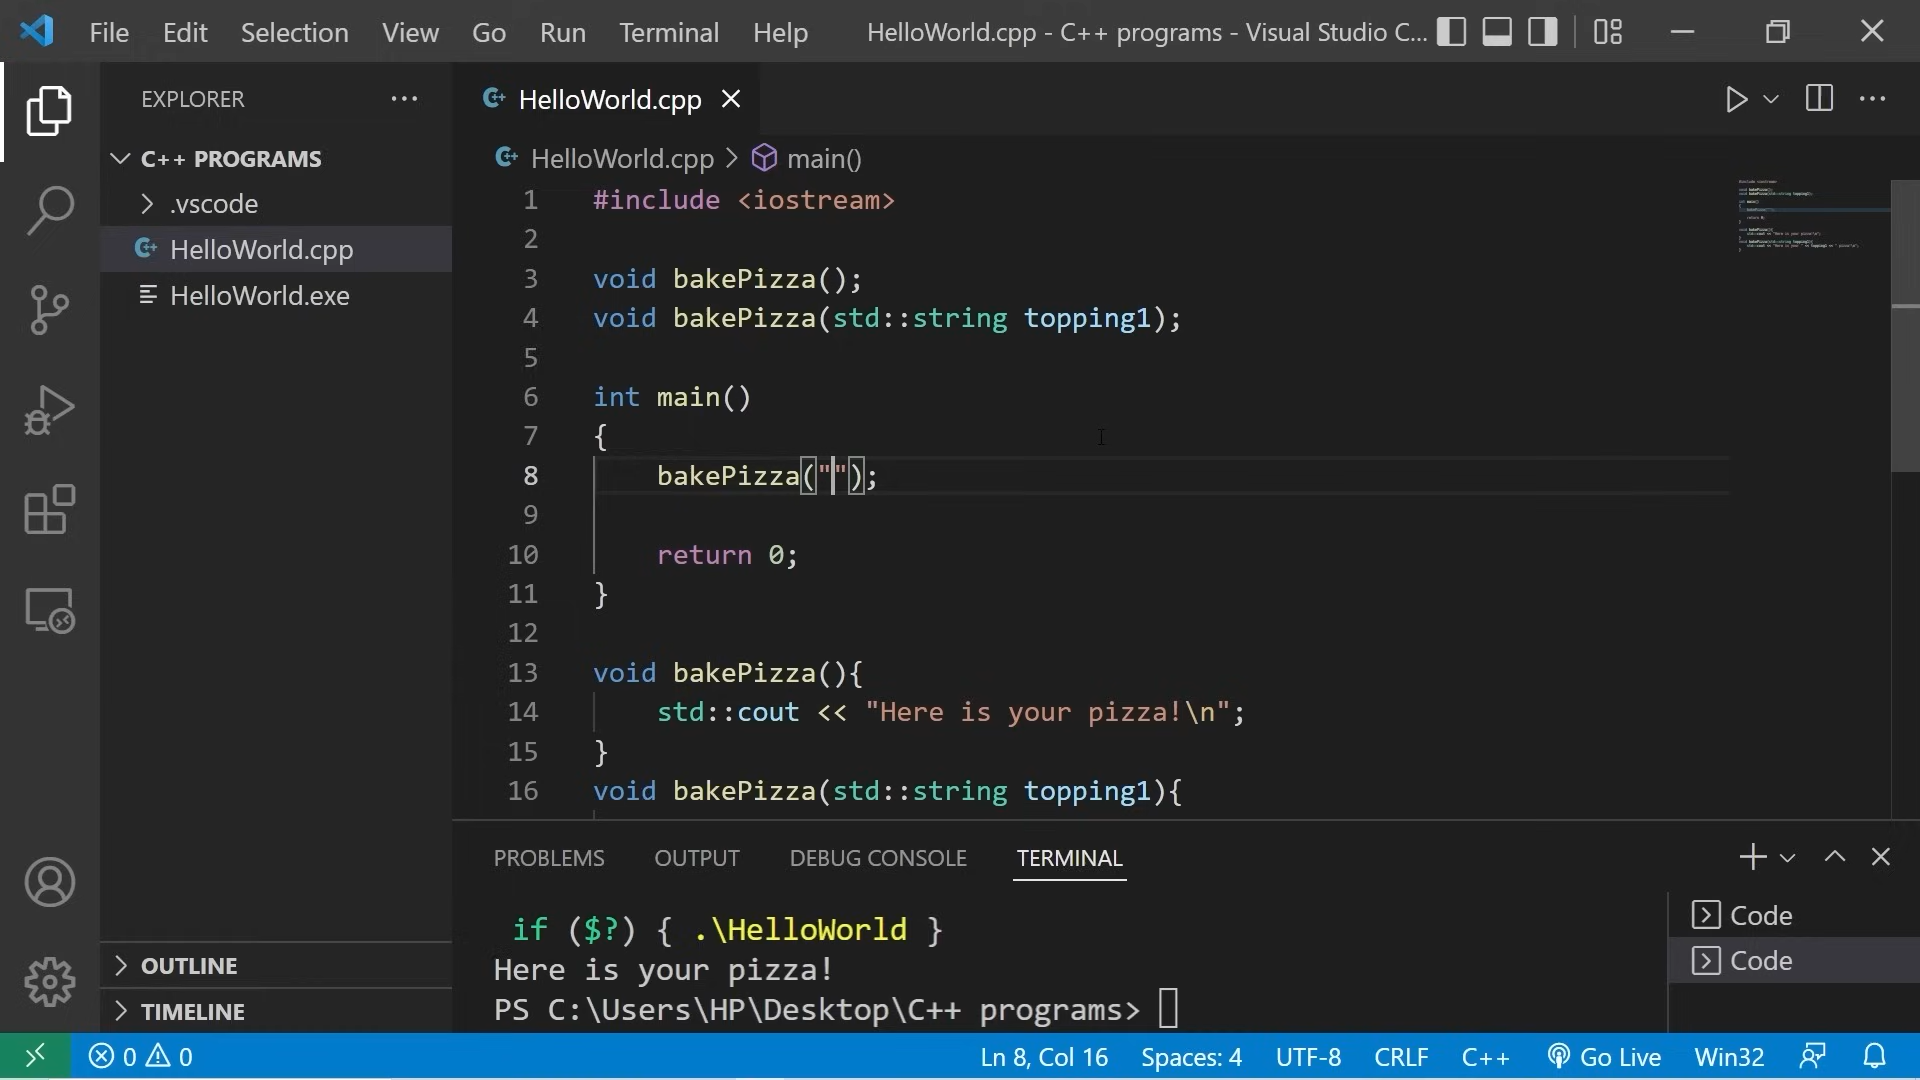 File Edit Selection View Go Run Terminal Help HelloWorld.cpp - C++ programs - Visual Studio C...
EXPLORER
C++ PROGRAMS
.vscode
HelloWorld.cpp
HelloWorld.exe
OUTLINE
TIMELINE
HelloWorld.cpp
HelloWorld.cpp > main()
1 #include <iostream>
2
3 void bakePizza();
4 void bakePizza(std::string topping1);
5
6 int main()
7 {
8 bakePizza("");
9
10 return 0;
11 }
12
13 void bakePizza(){
14 std::cout << "Here is your pizza!\n";
15 }
16 void bakePizza(std::string topping1){
PROBLEMS OUTPUT DEBUG CONSOLE TERMINAL
if ($?) { .\HelloWorld }
Here is your pizza!
PS C:\Users\HP\Desktop\C++ programs>
Code
Code
0 0 Ln 8, Col 16 Spaces: 4 UTF-8 CRLF C++ Go Live Win32